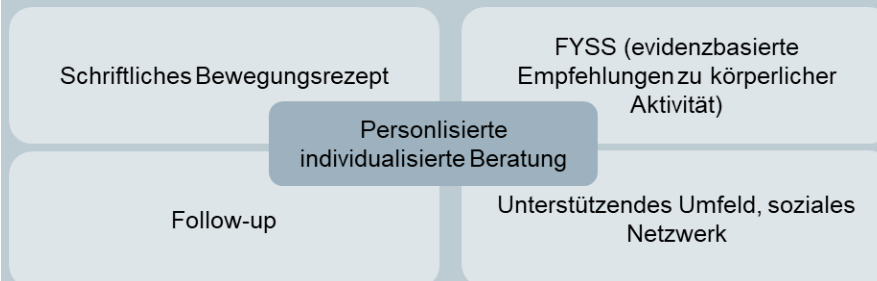 Schriftliches Bewegungsrezept
FYSS (evidenzbasierte
Empfehlungen zu körperlicher
Aktivität)
Personlisierte
individualisierte Beratung
Follow-up
Unterstützendes Umfeld, soziales
Netzwerk